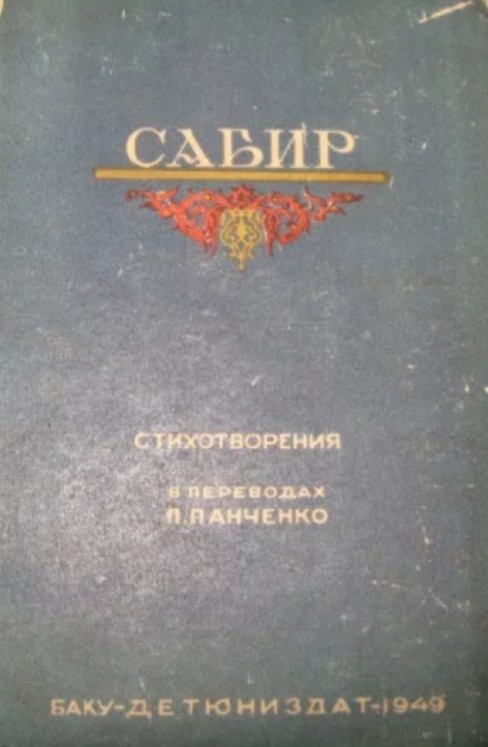 САБИР
СТИХОТВОРЕНИЯ
В ПЕРЕВОДАХ
П. ПАНЧЕНКО
БАКУ-ДЕТЮНИЗДАТ-1949